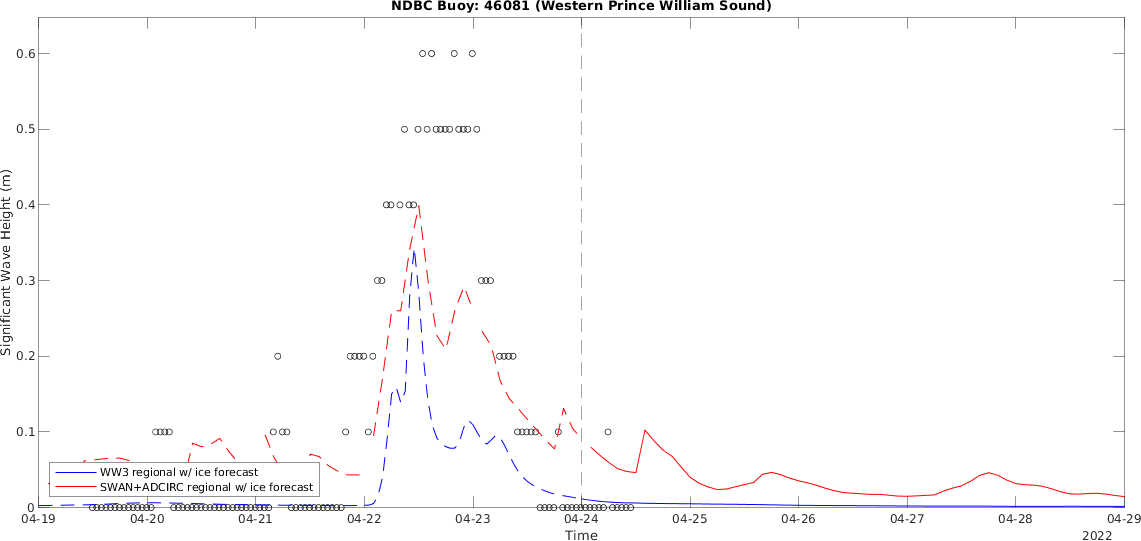 NDBC Buoy: 46081 (Western Prince William Sound)
0.6
0.5
0.4
0.3
0.2
0.1
0
Significant Wave Height (m)
WW3 regional w/ ice forecast
SWAN+ADCIRC regional w/ ice forecast
04-19 04-20 04-21 04-22 04-23 04-24 04-25 04-26 04-27 04-28 04-29
Time
2022